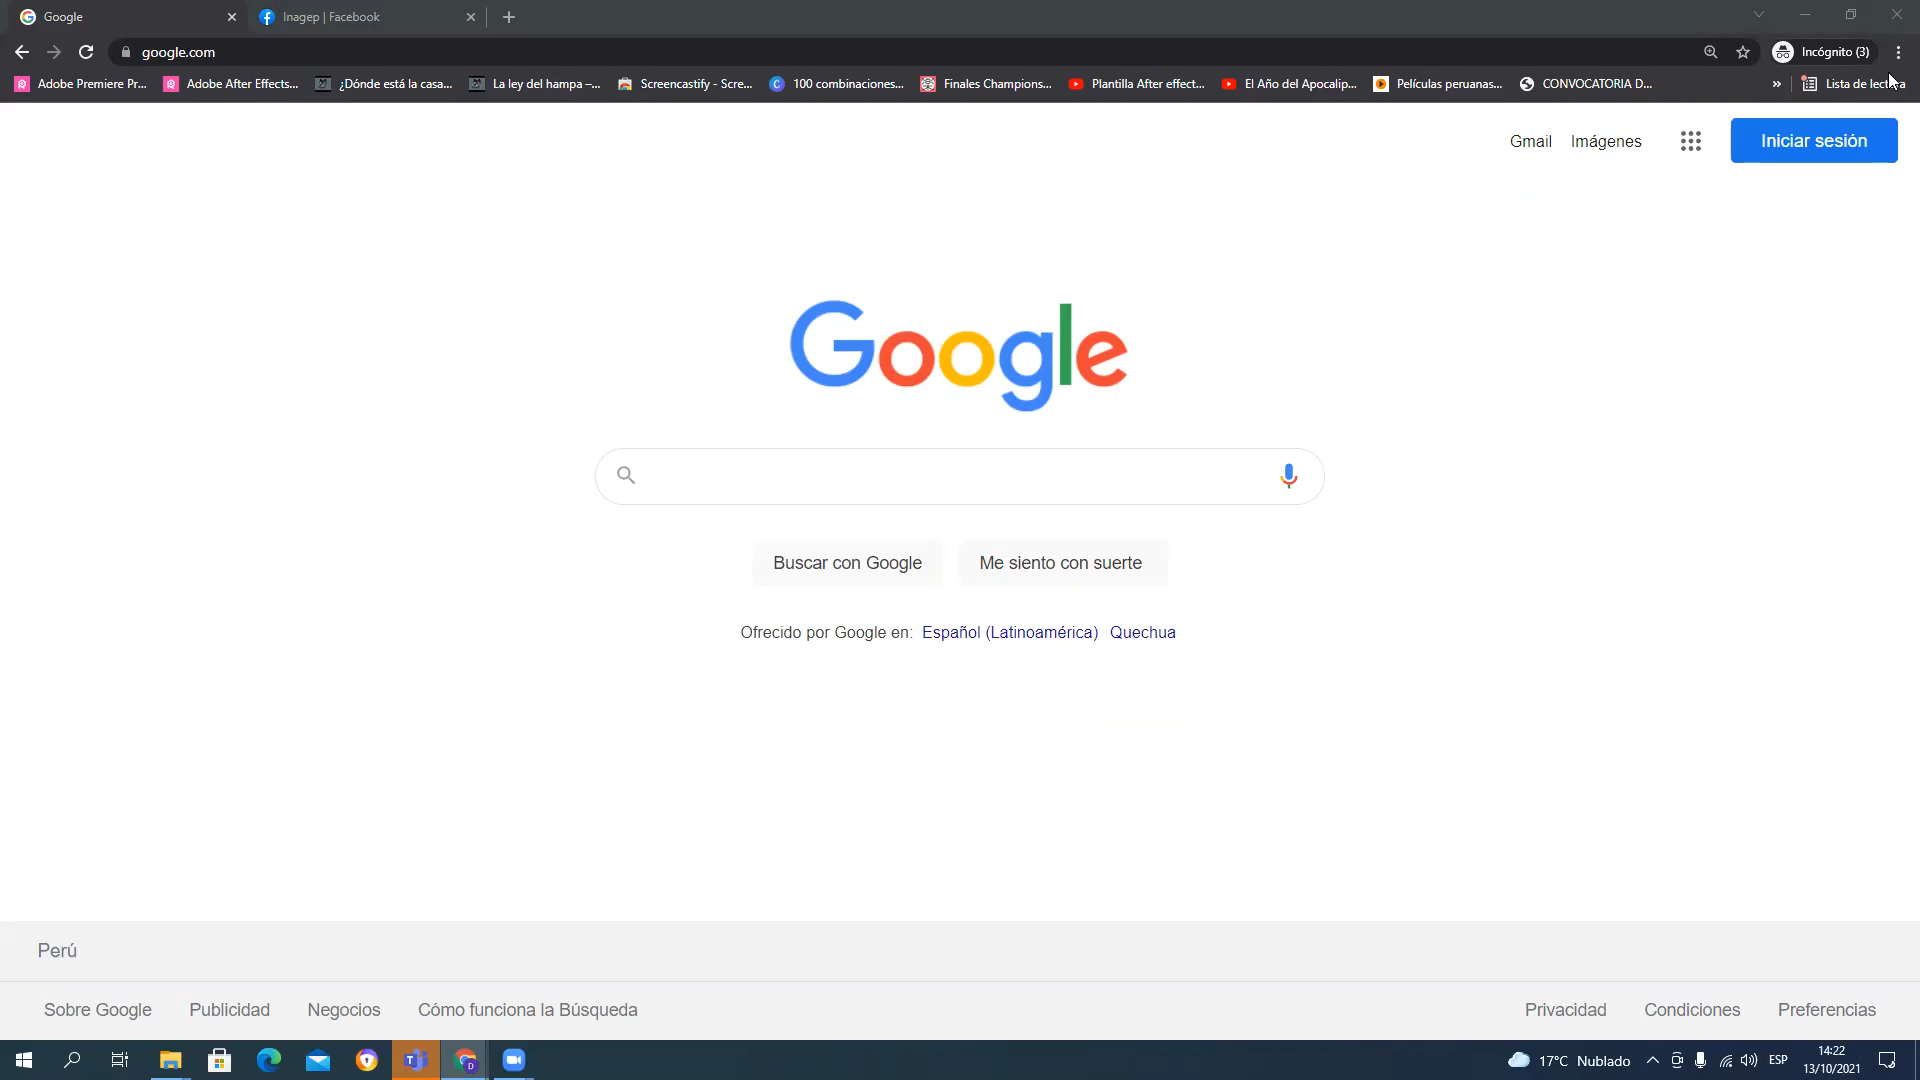 Google
Inagep | Facebook
google.com
Incógnito (3)
Adobe Premiere Pr...
Adobe After Effects...
¿Dónde está la casa...
La ley del hampa –...
Screencastify - Scre...
100 combinaciones...
Finales Champions...
Plantilla After effect...
El Año del Apocalip...
Películas peruanas...
CONVOCATORIA D...
»
Lista de lect a
Gmail
Imágenes
Iniciar sesión
Google
Buscar con Google
Me siento con suerte
Ofrecido por Google en: Español (Latinoamérica) Quechua
Perú
Sobre Google
Publicidad
Negocios
Cómo funciona la Búsqueda
Privacidad
Condiciones
Preferencias
17°C Nublado
ESP
14:22
13/10/2021